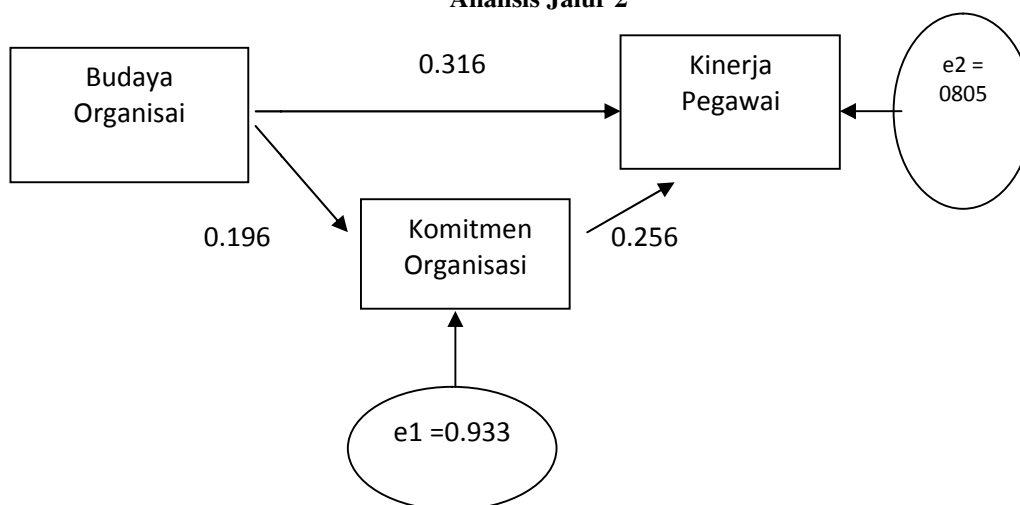 Analisis Jalur 2
Budaya
Organisai
0.316
Kinerja
Pegawai
e2 =
0805
0.196
Komitmen
Organisasi
0.256
e1 =0.933